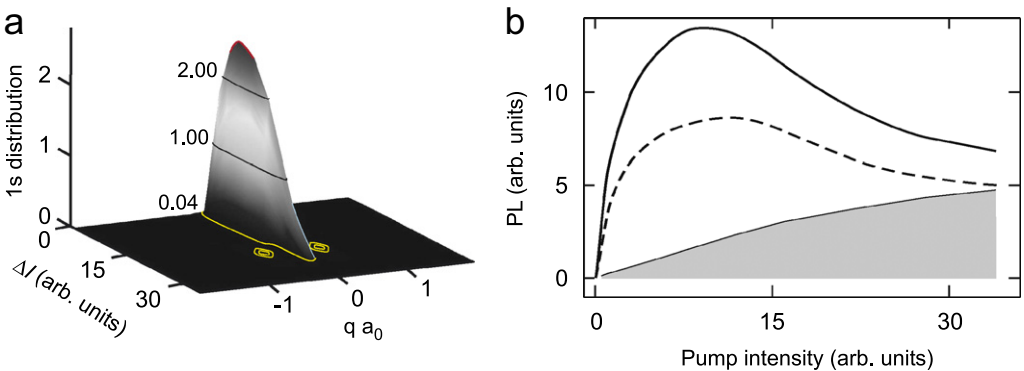 a
1s distribution
2
1
0
2.00
1.00
0.04
0
15
30
ΔI (arb. units)
-1
0
1
q a₀
b
PL (arb. units)
10
5
0
0
15
30
Pump intensity (arb. units)